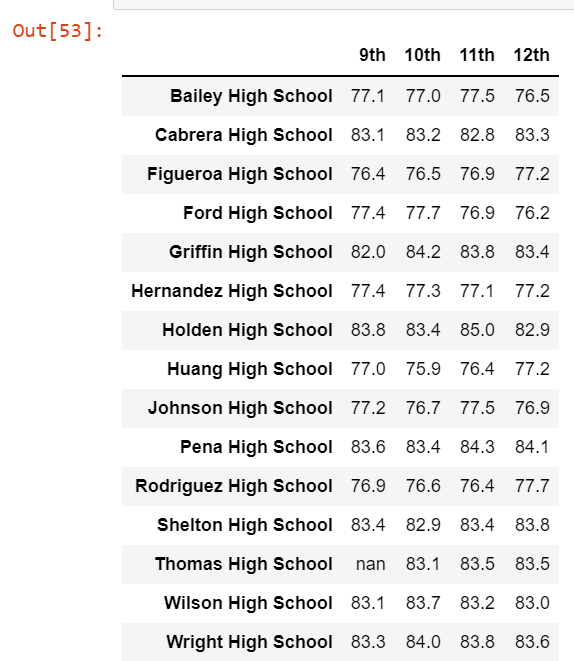 Out[53]:
9th 10th 11th 12th
Bailey High School 77.1 77.0 77.5 76.5
Cabrera High School 83.1 83.2 82.8 83.3
Figueroa High School 76.4 76.5 76.9 77.2
Ford High School 77.4 77.7 76.9 76.2
Griffin High School 82.0 84.2 83.8 83.4
Hernandez High School 77.4 77.3 77.1 77.2
Holden High School 83.8 83.4 85.0 82.9
Huang High School 77.0 75.9 76.4 77.2
Johnson High School 77.2 76.7 77.5 76.9
Pena High School 83.6 83.4 84.3 84.1
Rodriguez High School 76.9 76.6 76.4 77.7
Shelton High School 83.4 82.9 83.4 83.8
Thomas High School nan 83.1 83.5 83.5
Wilson High School 83.1 83.7 83.2 83.0
Wright High School 83.3 84.0 83.8 83.6